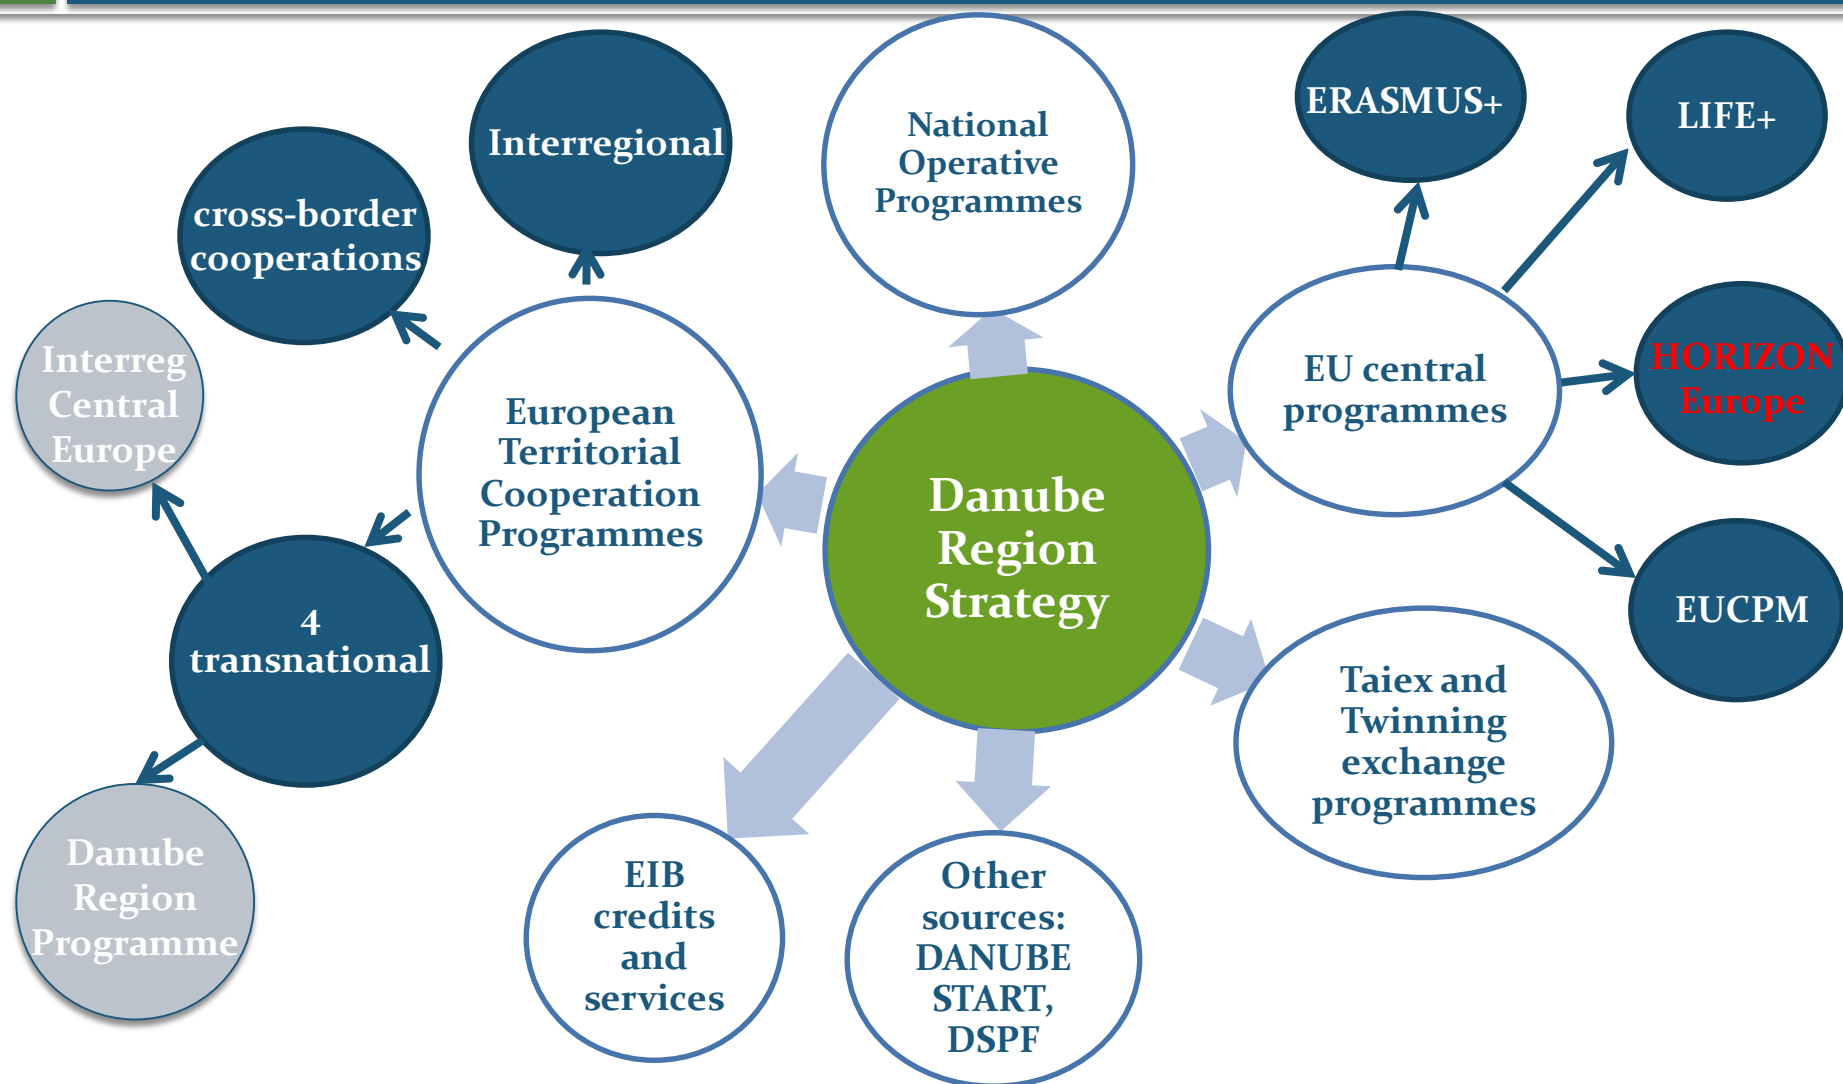 Interregional
National
Operative
Programmes
ERASMUS+
LIFE+
cross-border
cooperations
Interreg
Central
Europe
European
Territorial
Cooperation
Programmes
EU central
programmes
HORIZON
Europe
Danube
Region
Strategy
4
transnational
EUCPM
Taiex and
Twinning
exchange
programmes
Danube
Region
Programme
EIB
credits
and
services
Other
sources:
DANUBE
START,
DSPF